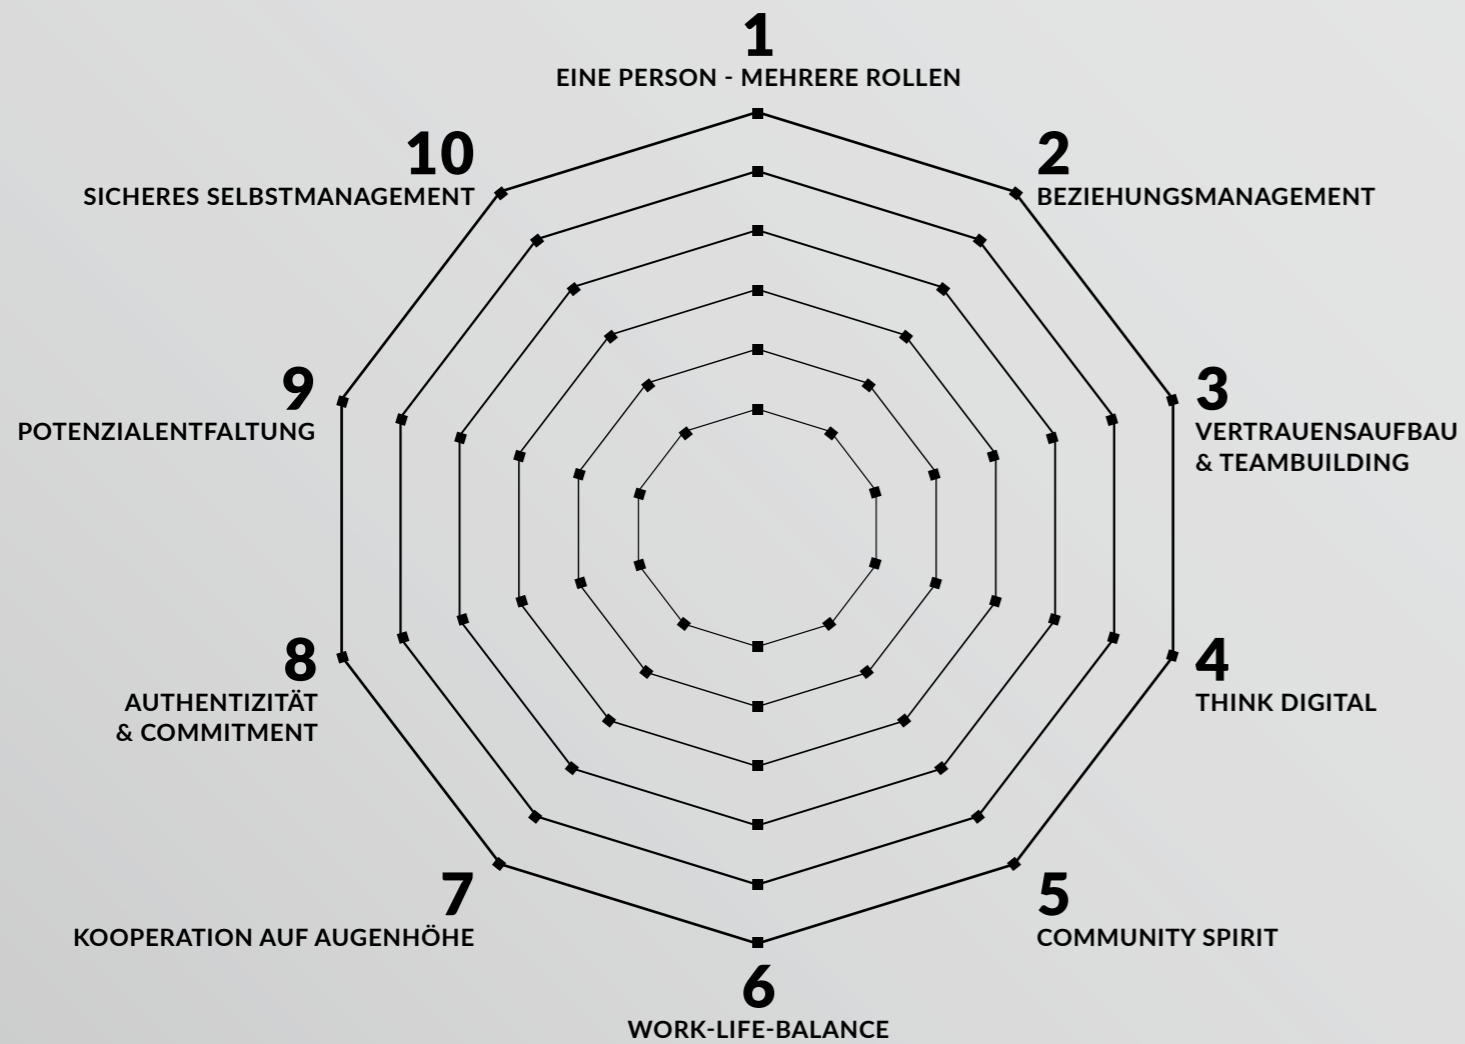 1
EINE PERSON - MEHRERE ROLLEN
2
BEZIEHUNGSMANAGEMENT
3
VERTRAUENSAUFBAU
& TEAMBUILDING
4
THINK DIGITAL
5
COMMUNITY SPIRIT
6
WORK-LIFE-BALANCE
7
KOOPERATION AUF AUGENHÖHE
8
AUTHENTIZITÄT
& COMMITMENT
9
POTENZIALENTFALTUNG
10
SICHERES SELBSTMANAGEMENT